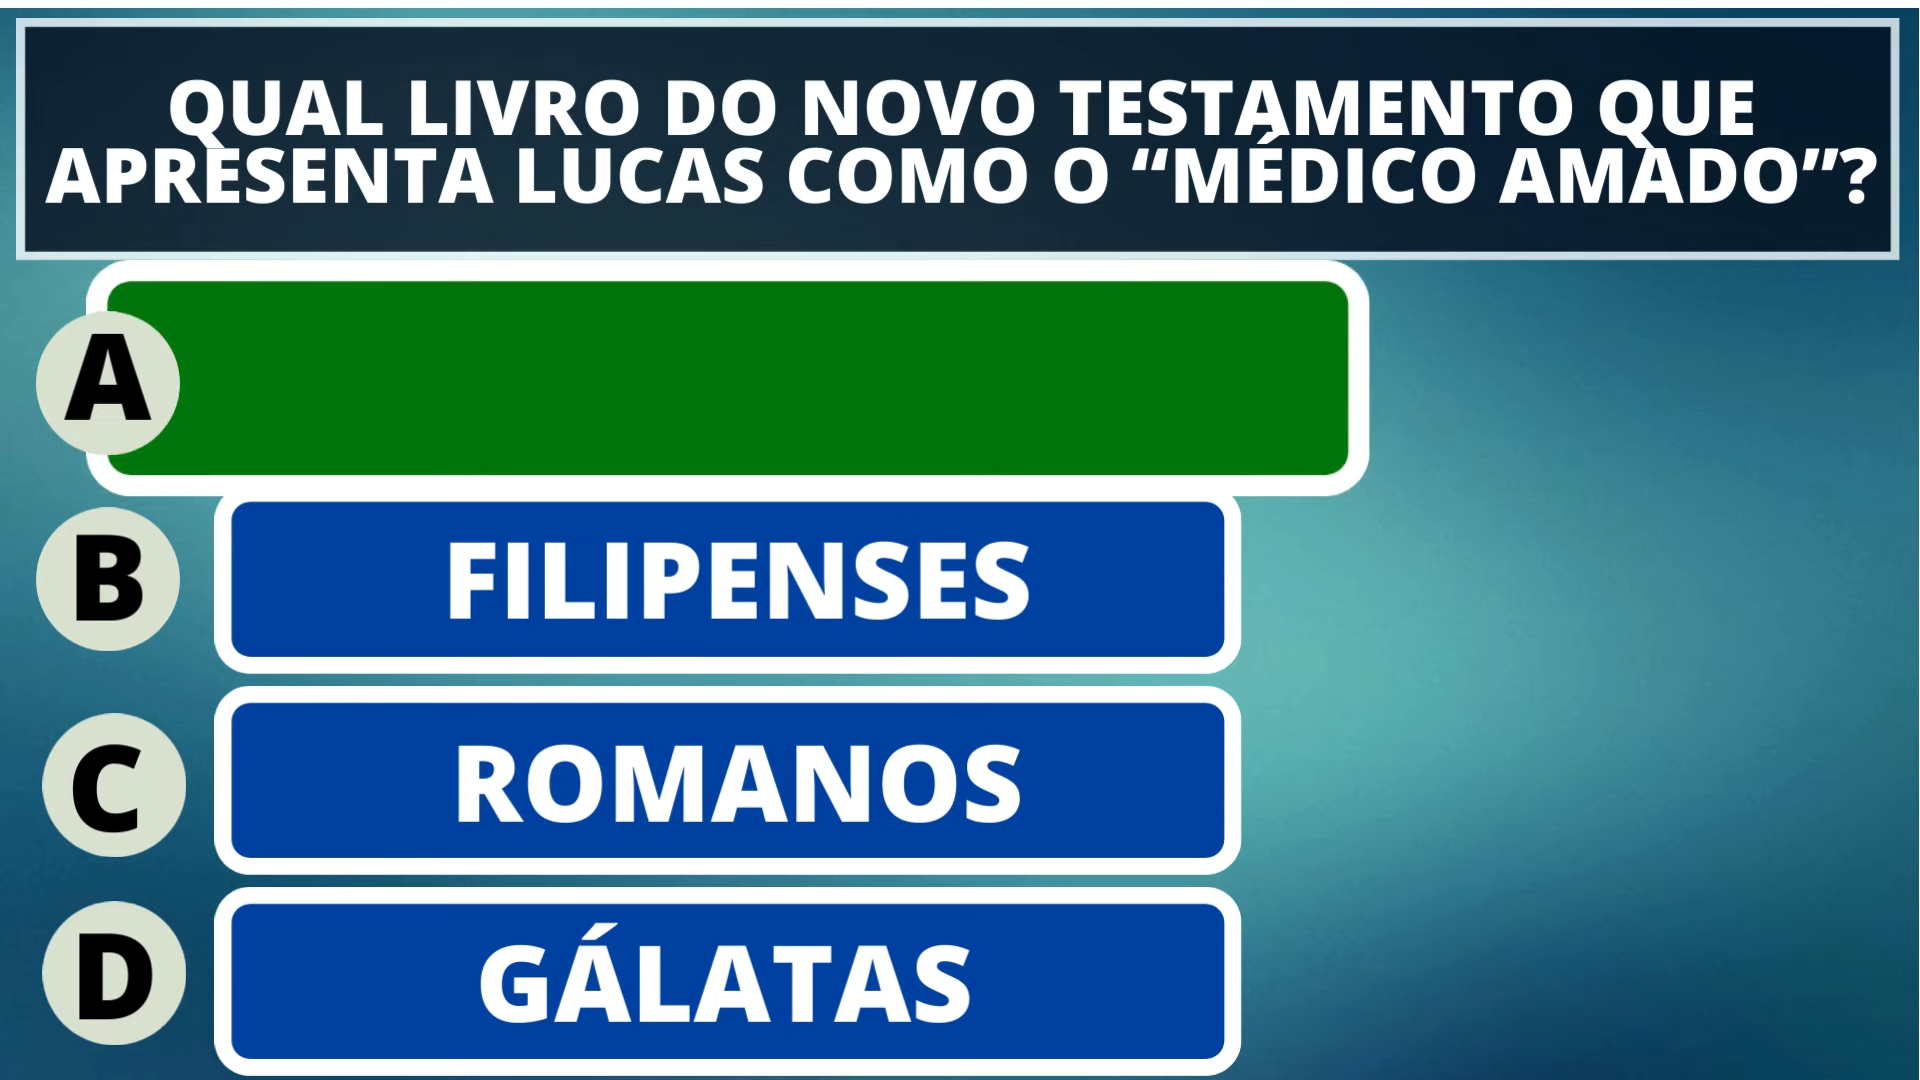 QUAL LIVRO DO NOVO TESTAMENTO QUE
APRESENTA LUCAS COMO O “MÉDICO AMADO”?
A
B
FILIPENSES
C
ROMANOS
D
GÁLATAS